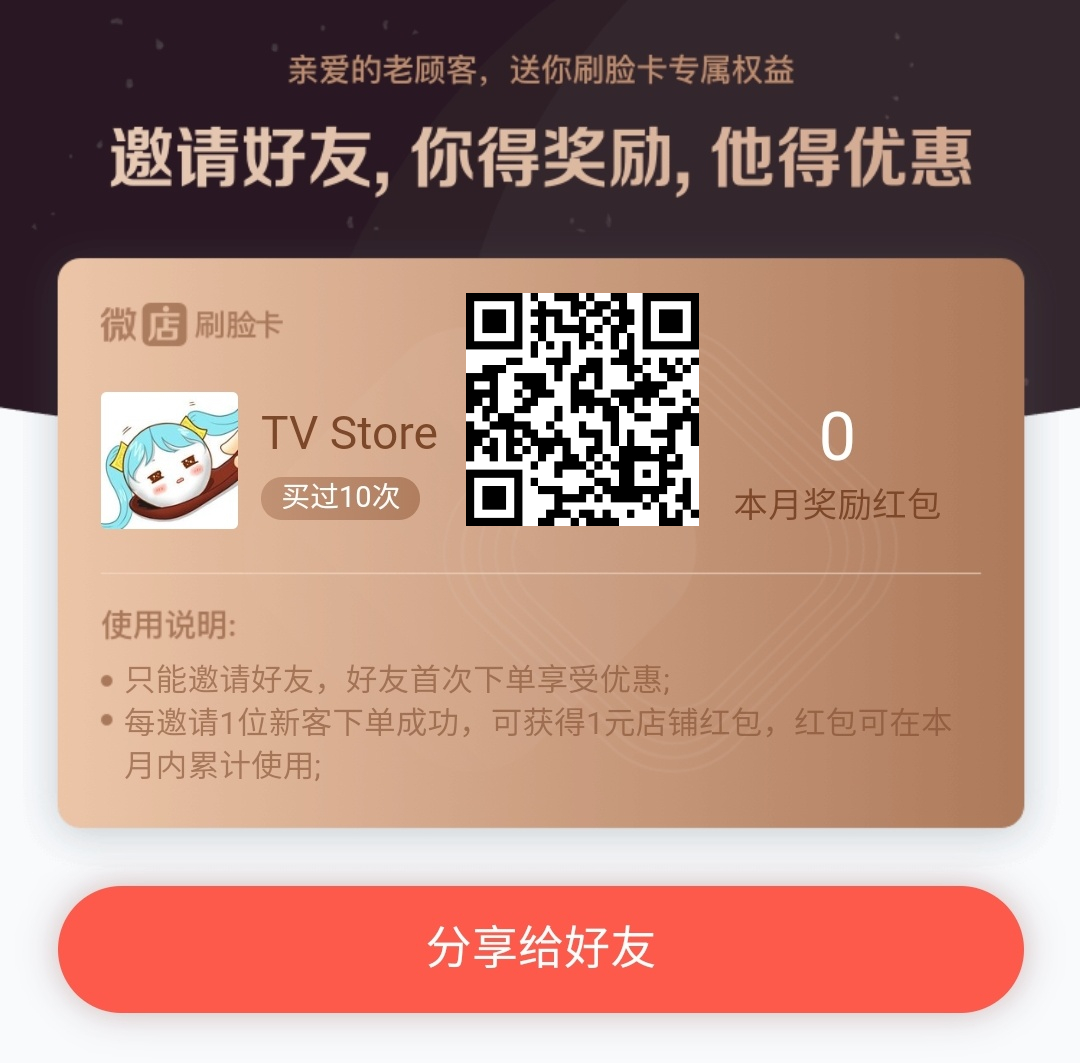 亲爱的老顾客，送你刷脸卡专属权益
邀请好友, 你得奖励, 他得优惠
微店 刷脸卡
TV Store
买过10次
0
本月奖励红包
使用说明:
只能邀请好友，好友首次下单享受优惠;
每邀请1位新客下单成功，可获得1元店铺红包，红包可在本
月内累计使用;
分享给好友